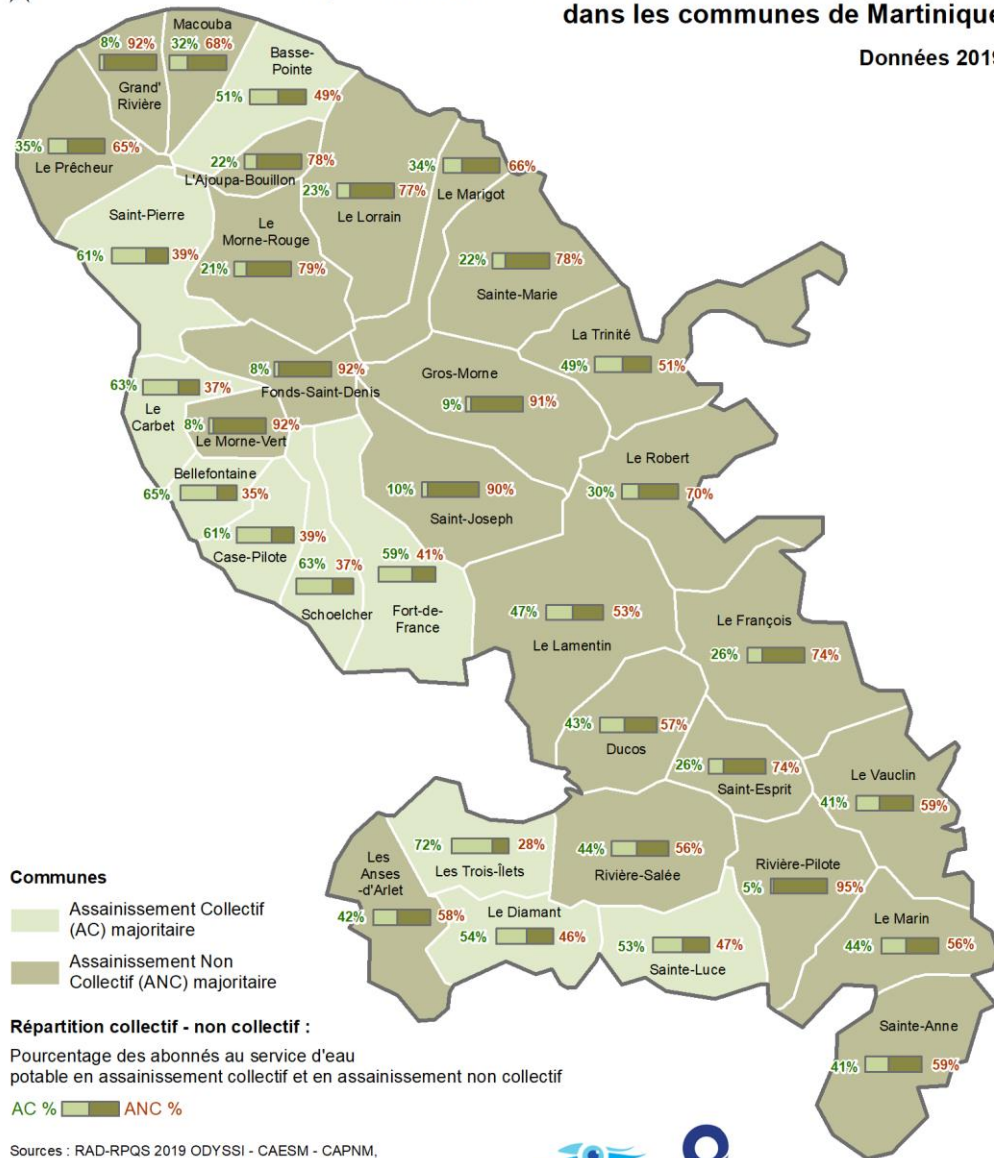 dans les communes de Martinique
Données 2019
Macouba
8% 92% 32% 68%
Grand'
Rivière
Basse-
Pointe
51% 49%
35% 65%
Le Prêcheur
22% 78%
L'Ajoupa-Bouillon
23% 77%
Le Lorrain
34% 66%
Le Marigot
Saint-Pierre
61% 39%
Le
Morne-Rouge
21% 79%
22% 78%
Sainte-Marie
La Trinité
49% 51%
8% 92%
Fonds-Saint-Denis
Gros-Morne
9% 91%
63% 37%
Le
Carbet
8% 92%
Le Morne-Vert
Le Robert
30% 70%
Bellefontaine
65% 35%
10% 90%
Saint-Joseph
61% 39%
Case-Pilote
63% 37%
Schoelcher
59% 41%
Fort-de-
France
47% 53%
Le Lamentin
Le François
26% 74%
43% 57%
Ducos
26% 74%
Saint-Esprit
Le Vauclin
41% 59%
72% 28%
Les Trois-Îlets
44% 56%
Rivière-Salée
Rivière-Pilote
5% 95%
Les
Anses
-d'Arlet
42% 58%
Le Diamant
54% 46%
53% 47%
Sainte-Luce
Le Marin
44% 56%
Sainte-Anne
41% 59%
Communes
Assainissement Collectif
(AC) majoritaire
Assainissement Non
Collectif (ANC) majoritaire
Répartition collectif - non collectif :
Pourcentage des abonnés au service d'eau
potable en assainissement collectif et en assainissement non collectif
AC % ANC %
Sources : RAD-RPQS 2019 ODYSSI - CAESM - CAPNM,